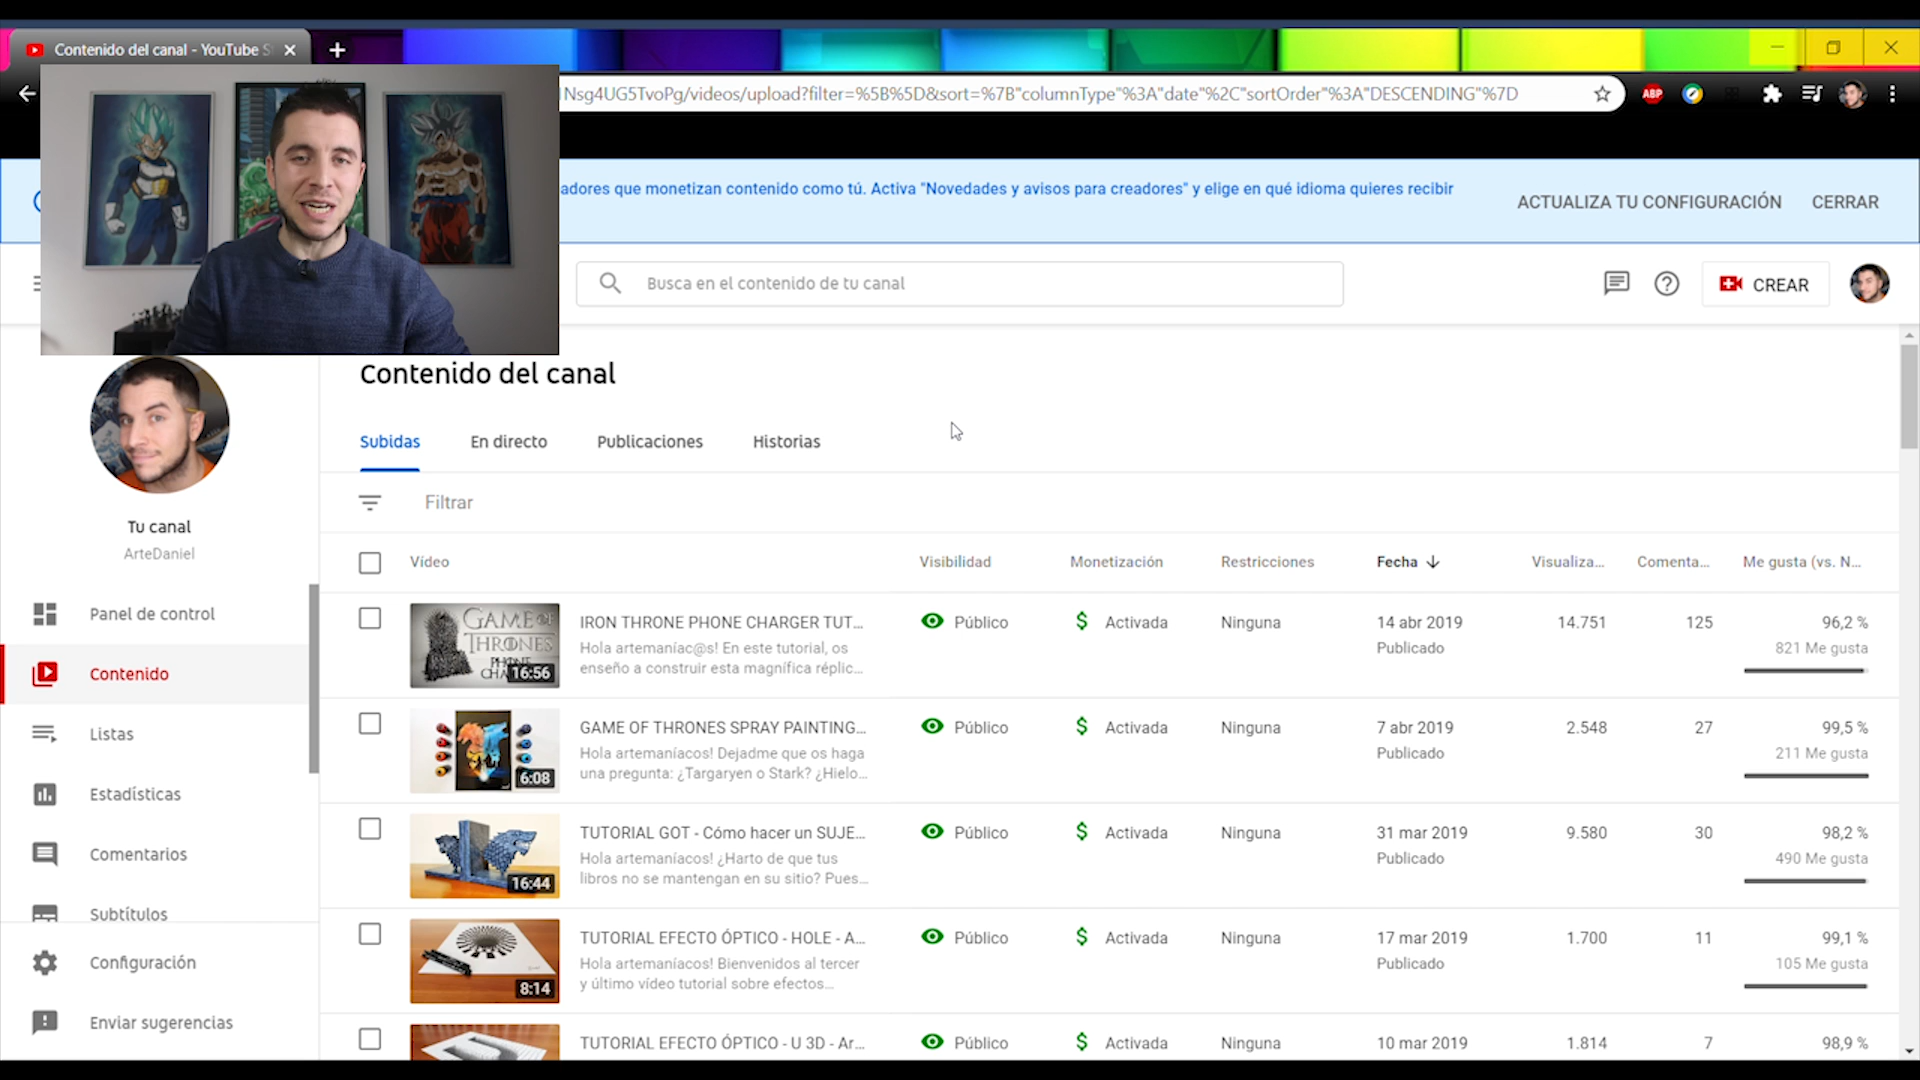 Contenido del canal - YouTube S
Nsg4UG5TvoPg/videos/upload?filter=%5B%5D&sort=%7B"columnType"%3A"date"%2C"sortOrder"%3A"DESCENDING"%7D
ABP
adores que monetizan contenido como tú. Activa "Novedades y avisos para creadores" y elige en qué idioma quieres recibir
ACTUALIZA TU CONFIGURACIÓN
CERRAR
Busca en el contenido de tu canal
CREAR
Tu canal
ArteDaniel
Panel de control
Contenido
Listas
Estadísticas
Comentarios
Subtítulos
Configuración
Enviar sugerencias
Contenido del canal
Subidas En directo Publicaciones Historias
Filtrar
Vídeo Visibilidad Monetización Restricciones Fecha Visualiza... Comenta... Me gusta (vs. N...
GAME OF
THRONES
PHONE
CHA
16:56
IRON THRONE PHONE CHARGER TUT... Público Activada Ninguna 14 abr 2019 14.751 125 96,2 %
Hola artemaníac@s! En este tutorial, os Publicado 821 Me gusta
enseño a construir esta magnífica réplic...
6:08
GAME OF THRONES SPRAY PAINTING... Público Activada Ninguna 7 abr 2019 2.548 27 99,5 %
Hola artemaníacos! Dejadme que os haga Publicado 211 Me gusta
una pregunta: ¿Targaryen o Stark? ¿Hielo...
16:44
TUTORIAL GOT - Cómo hacer un SUJE... Público Activada Ninguna 31 mar 2019 9.580 30 98,2 %
Hola artemaníacos! ¿Harto de que tus Publicado 490 Me gusta
libros no se mantengan en su sitio? Pues...
8:14
TUTORIAL EFECTO ÓPTICO - HOLE - A... Público Activada Ninguna 17 mar 2019 1.700 11 99,1 %
Hola artemaníacos! Bienvenidos al tercer Publicado 105 Me gusta
y último vídeo tutorial sobre efectos...
TUTORIAL EFECTO ÓPTICO - U 3D - Ar... Público Activada Ninguna 10 mar 2019 1.814 7 98,9 %